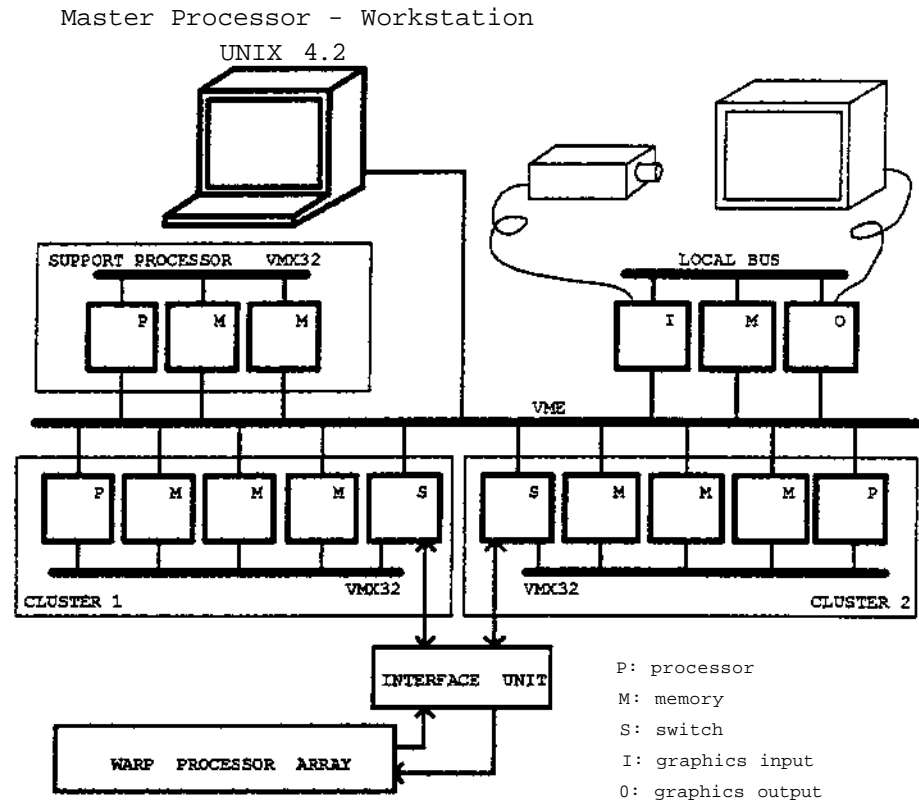 Master Processor - Workstation
UNIX 4.2
SUPPORT PROCESSOR VMX32
LOCAL BUS
P M M
I M O
VME
P M M M S
S M M M P
VMX32
VMX32
CLUSTER 1
CLUSTER 2
INTERFACE UNIT
WARP PROCESSOR ARRAY
P: processor
M: memory
S: switch
I: graphics input
0: graphics output